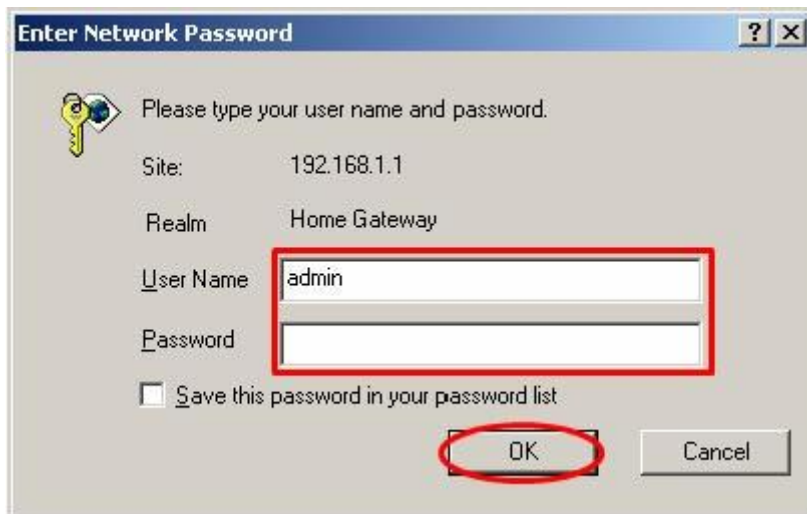 Enter Network Password
Please type your user name and password.
Site: 192.168.1.1
Realm Home Gateway
User Name admin
Password
Save this password in your password list
OK Cancel